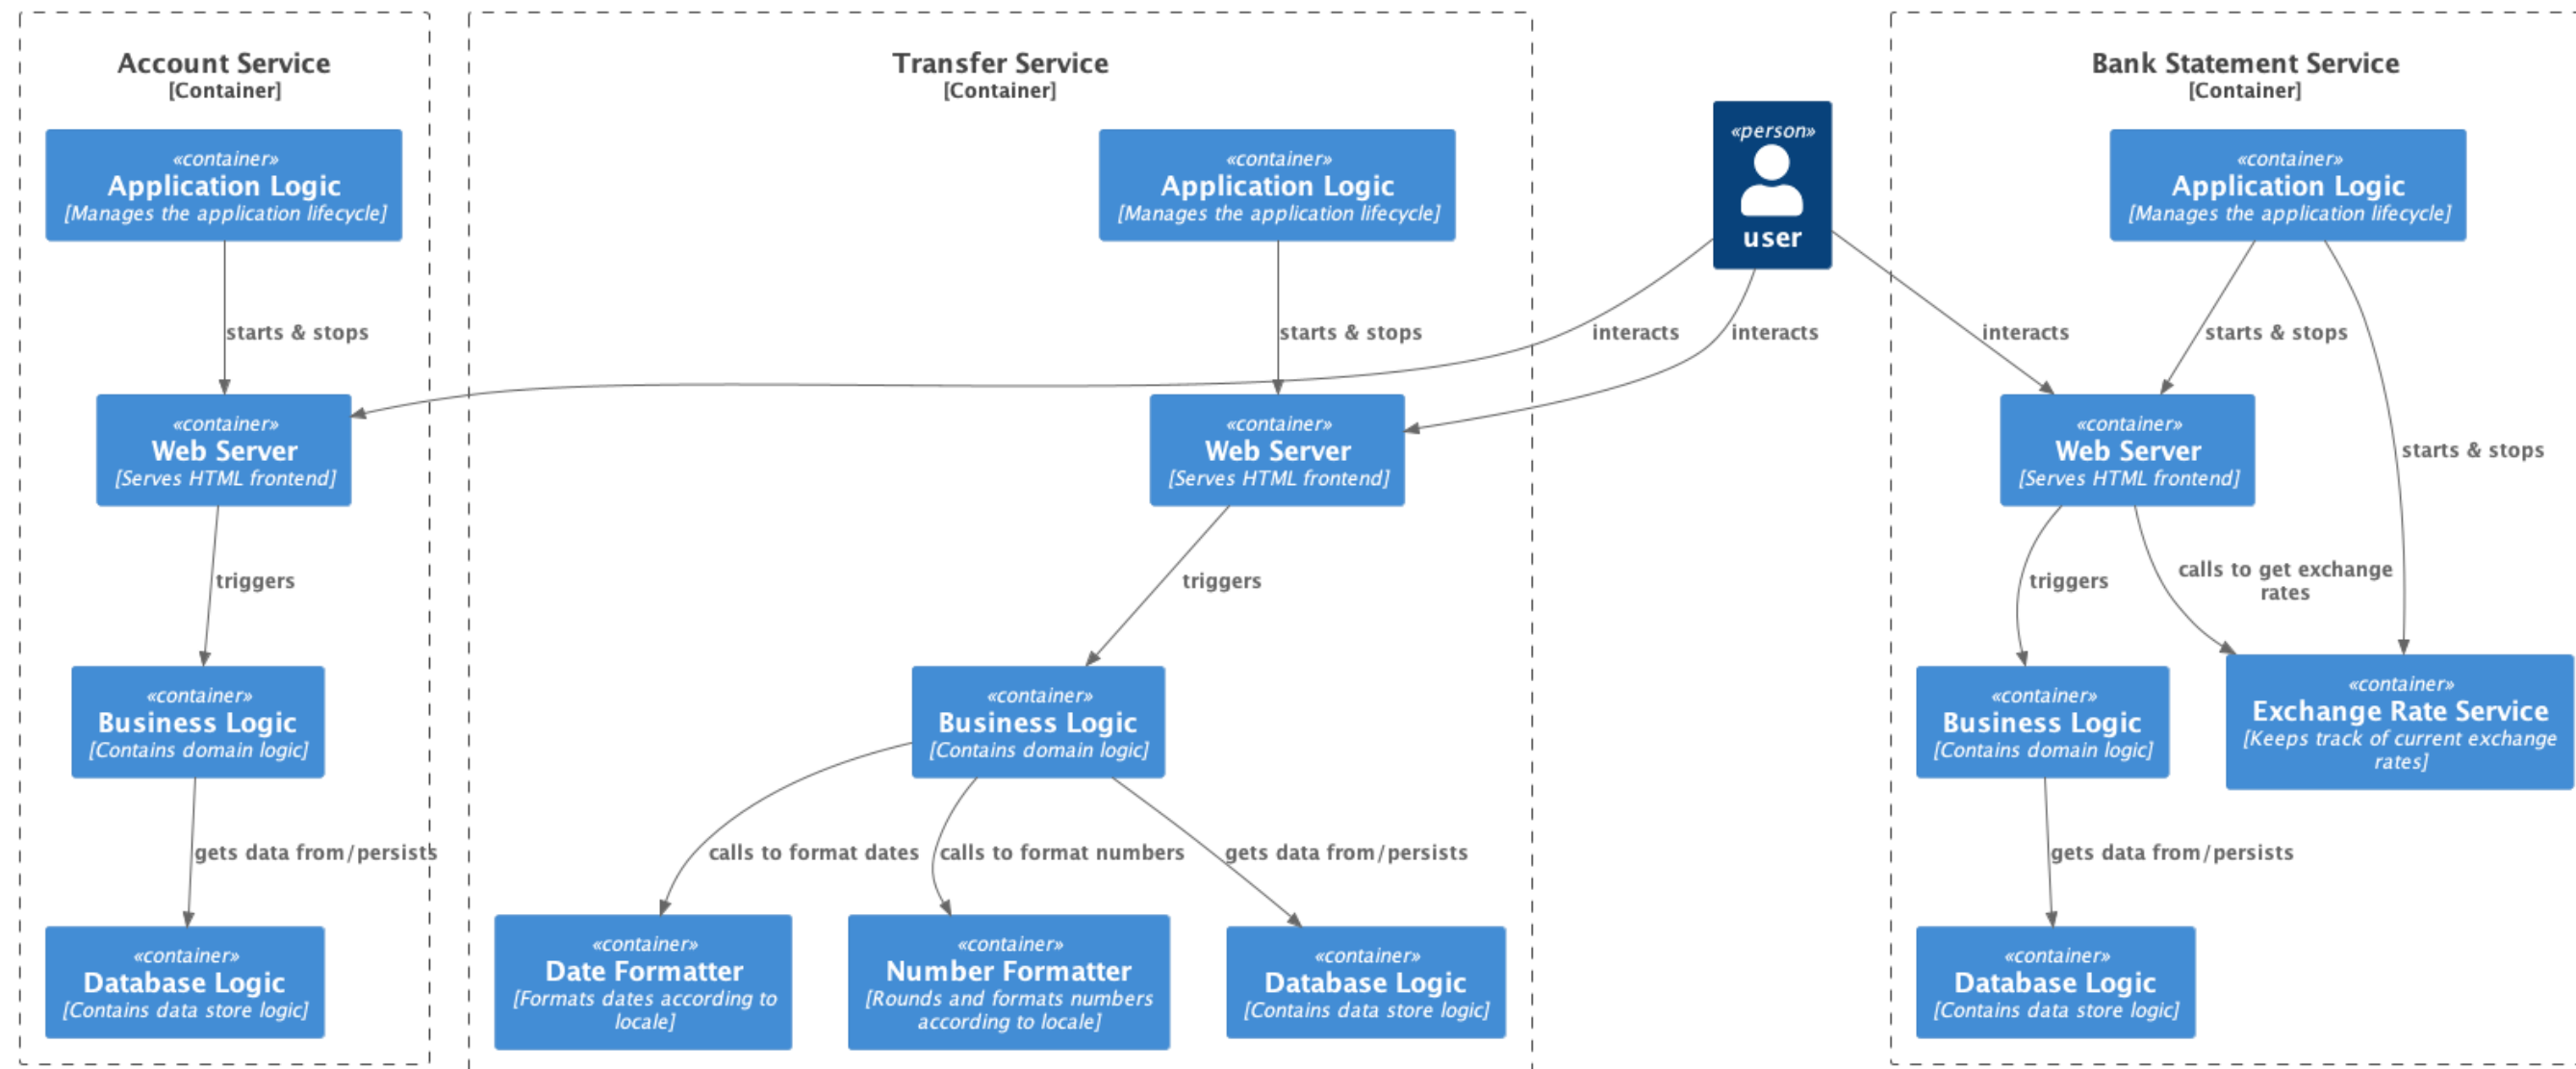 Account Service
[Container]
«container»
Application Logic
[Manages the application lifecycle]
starts & stops
«container»
Web Server
[Serves HTML frontend]
triggers
«container»
Business Logic
[Contains domain logic]
gets data from/persists
«container»
Database Logic
[Contains data store logic]
Transfer Service
[Container]
«container»
Application Logic
[Manages the application lifecycle]
starts & stops
«container»
Web Server
[Serves HTML frontend]
triggers
«container»
Business Logic
[Contains domain logic]
calls to format dates
calls to format numbers
gets data from/persists
«container»
Date Formatter
[Formats dates according to
locale]
«container»
Number Formatter
[Rounds and formats numbers
according to locale]
«container»
Database Logic
[Contains data store logic]
«person»
user
interacts
interacts
interacts
Bank Statement Service
[Container]
«container»
Application Logic
[Manages the application lifecycle]
starts & stops
starts & stops
«container»
Web Server
[Serves HTML frontend]
triggers
calls to get exchange
rates
«container»
Business Logic
[Contains domain logic]
«container»
Exchange Rate Service
[Keeps track of current exchange
rates]
gets data from/persists
«container»
Database Logic
[Contains data store logic]